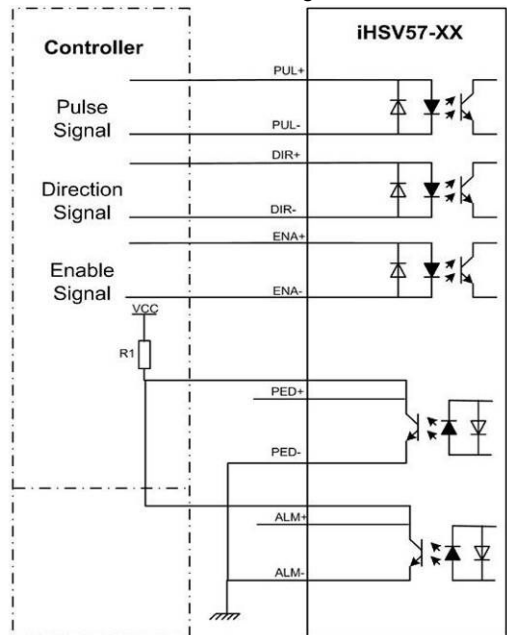 iHSV57-XX
Controller
PUL+
Pulse
Signal
PUL-
DIR+
Direction
Signal
DIR-
ENA+
Enable
Signal
ENA-
VCC
R1
PED+
PED-
ALM+
ALM-